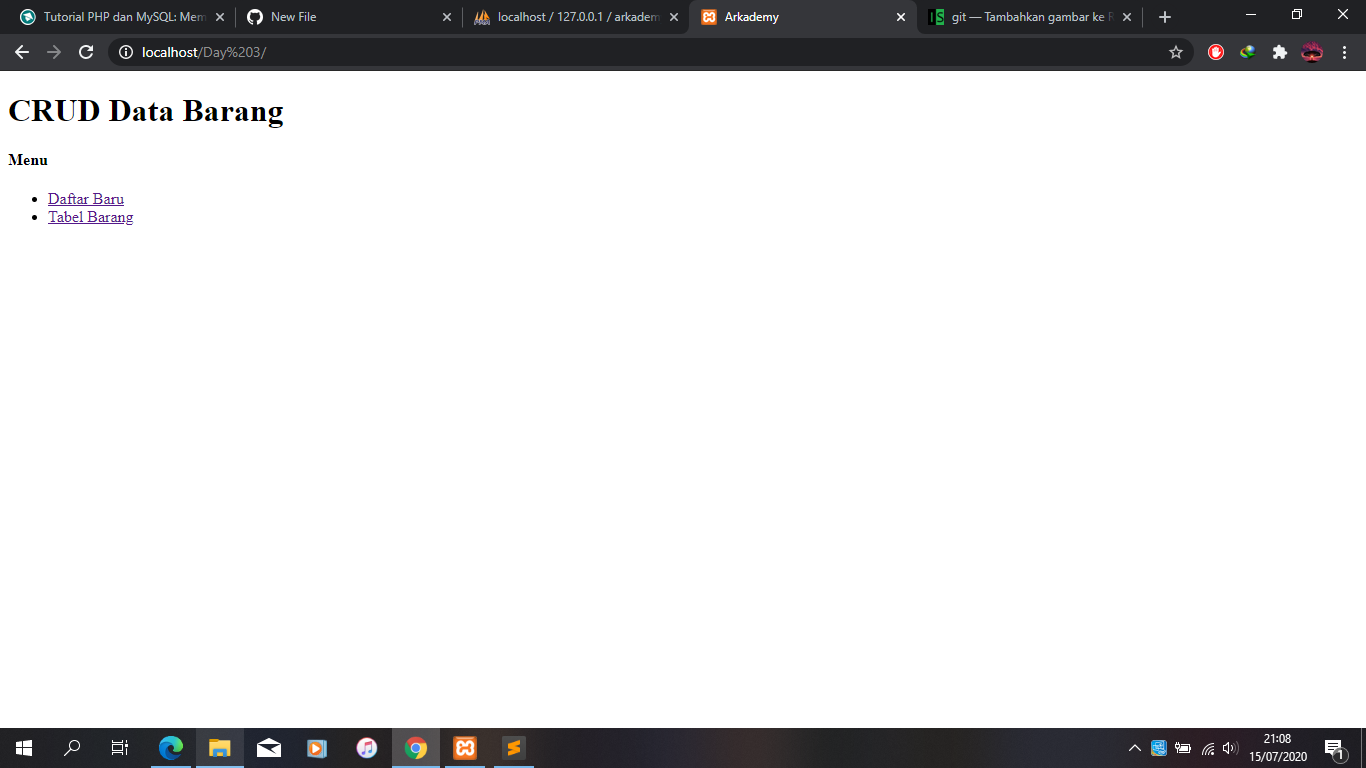 Tutorial PHP dan MySQL: Mem
New File
localhost / 127.0.0.1 / arkadem
Arkademy
git — Tambahkan gambar ke R
localhost/Day%203/
CRUD Data Barang
Menu
Daftar Baru
Tabel Barang
21:08
15/07/2020
1